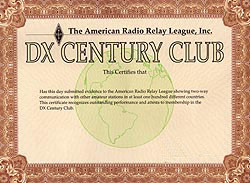 The American Radio Relay League, Inc.
DX CENTURY CLUB
This Certifies that
Has this day submitted evidence to the American Radio Relay League showing two-way
communication with other amateur stations in at least one hundred different countries.
This certificate recognizes outstanding performance and attests to membership in the
DX Century Club.